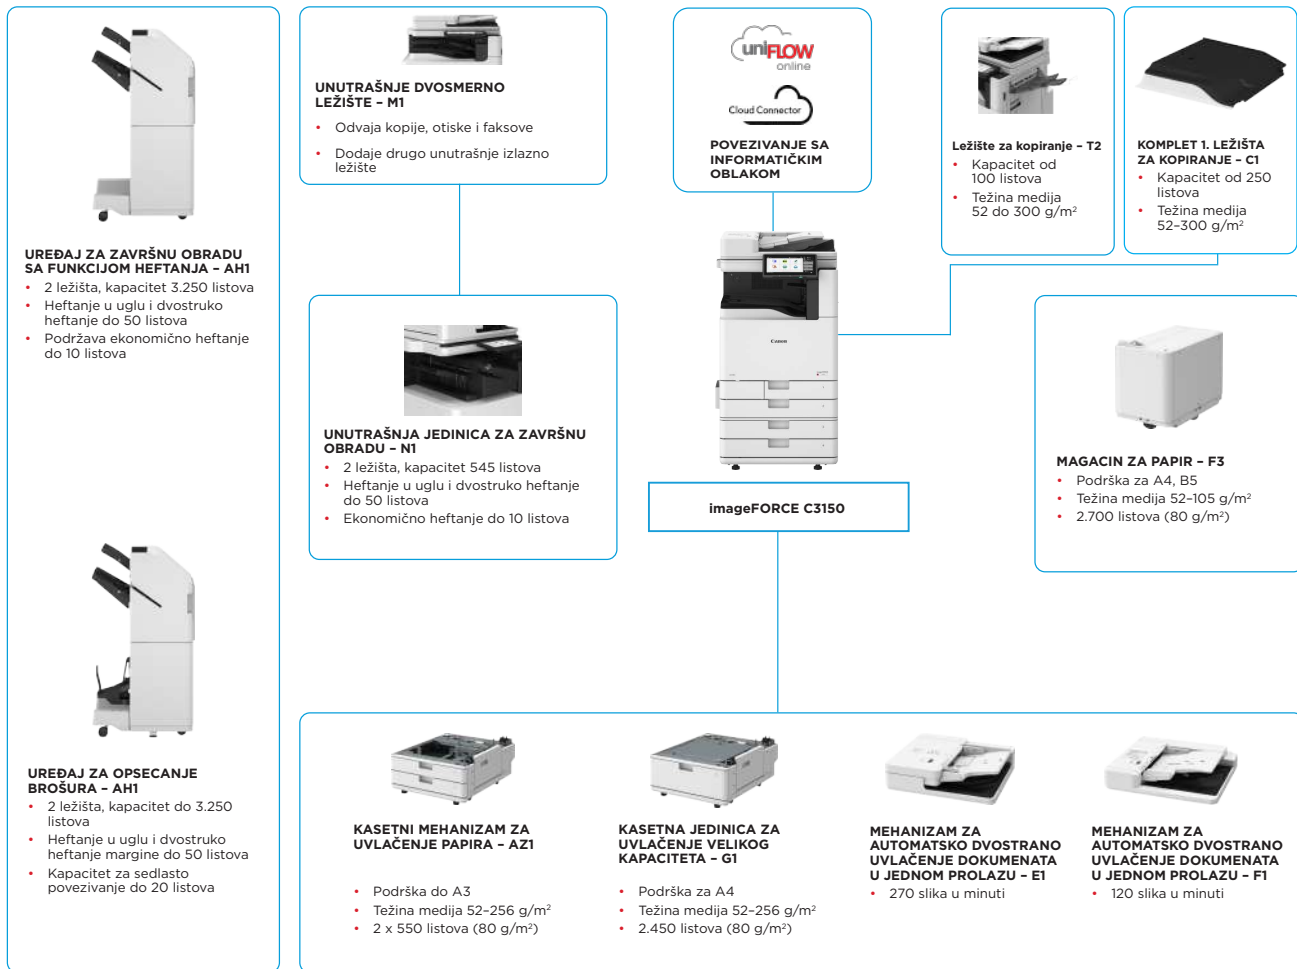 UREĐAJ ZA ZAVRŠNU OBRADU
SA FUNKCIJOM HEFTANJA – AH1
• 2 ležišta, kapacitet 3.250 listova
• Heftanje u uglu i dvostruko
heftanje do 50 listova
• Podržava ekonomično heftanje
do 10 listova
UREĐAJ ZA OPSECANJE
BROŠURA – AH1
• 2 ležišta, kapacitet do 3.250
listova
• Heftanje u uglu i dvostruko
heftanje margine do 50 listova
• Kapacitet za sedlasto
povezivanje do 20 listova
UNUTRAŠNJE DVOSMERNO
LEŽIŠTE – M1
• Odvaja kopije, otiske i faksove
• Dodaje drugo unutrašnje izlazno
ležište
UNUTRAŠNJA JEDINICA ZA ZAVRŠNU
OBRADU – N1
• 2 ležišta, kapacitet 545 listova
• Heftanje u uglu i dvostruko heftanje
do 50 listova
• Ekonomično heftanje do 10 listova
uniFLOW
online
Cloud Connector
POVEZIVANJE SA
INFORMATIČKIM
OBLAKOM
Canon
imageFORCE C3150
Ležište za kopiranje – T2
• Kapacitet od
100 listova
• Težina medija
52 do 300 g/m²
KOMPLET 1. LEŽIŠTA
ZA KOPIRANJE – C1
• Kapacitet od 250
listova
• Težina medija
52–300 g/m²
MAGACIN ZA PAPIR – F3
• Podrška za A4, B5
• Težina medija 52–105 g/m²
• 2.700 listova (80 g/m²)
KASETNI MEHANIZAM ZA
UVLAČENJE PAPIRA – AZ1
• Podrška do A3
• Težina medija 52–256 g/m²
• 2 x 550 listova (80 g/m²)
KASETNA JEDINICA ZA
UVLAČENJE VELIKOG
KAPACITETA – G1
• Podrška za A4
• Težina medija 52–256 g/m²
• 2.450 listova (80 g/m²)
MEHANIZAM ZA
AUTOMATSKO DVOSTRANO
UVLAČENJE DOKUMENATA
U JEDNOM PROLAZU – E1
• 270 slika u minuti
MEHANIZAM ZA
AUTOMATSKO DVOSTRANO
UVLAČENJE DOKUMENATA
U JEDNOM PROLAZU – F1
• 120 slika u minuti